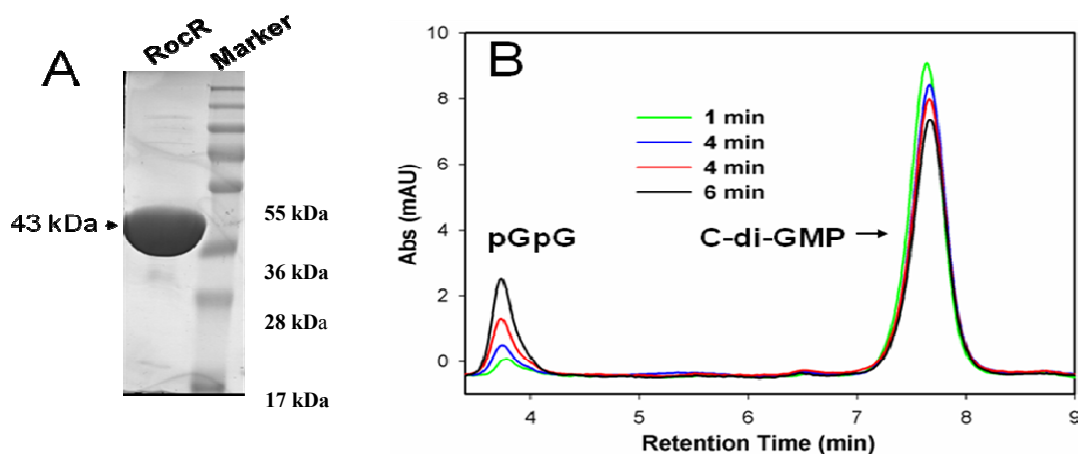 A
RocR
Marker
43 kDa
55 kDa
36 kDa
28 kDa
17 kDa
B
10
8
6
4
2
0
Abs (mAU)
1 min
4 min
4 min
6 min
pGpG
C-di-GMP
4
5
6
7
8
9
Retention Time (min)